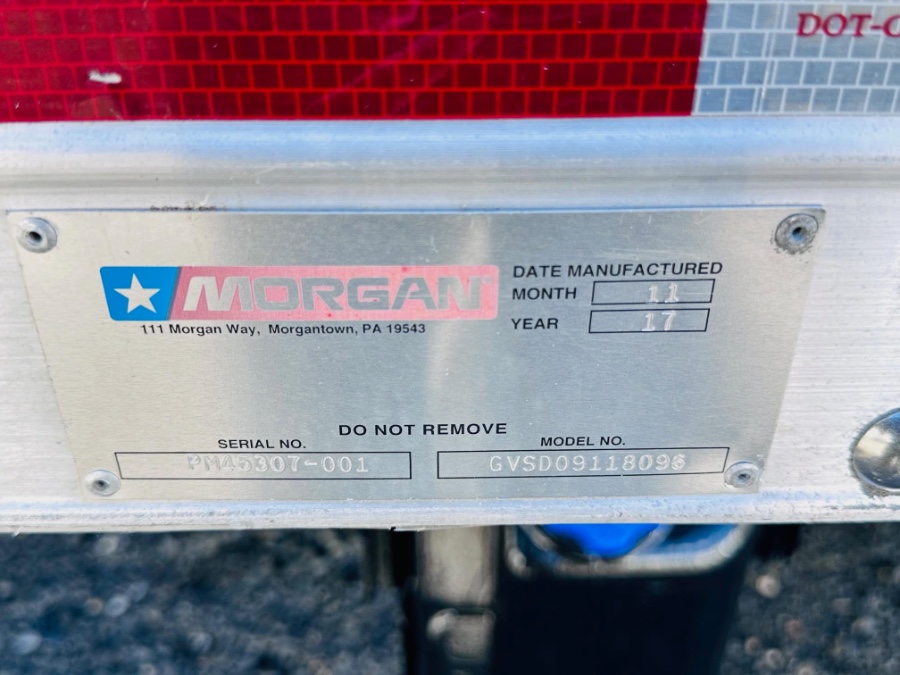 DOT-C
MORGAN
111 Morgan Way, Morgantown, PA 19543
DATE MANUFACTURED
MONTH 11
YEAR 17
DO NOT REMOVE
SERIAL NO. MODEL NO.
PM45307-001 GVSD09118096